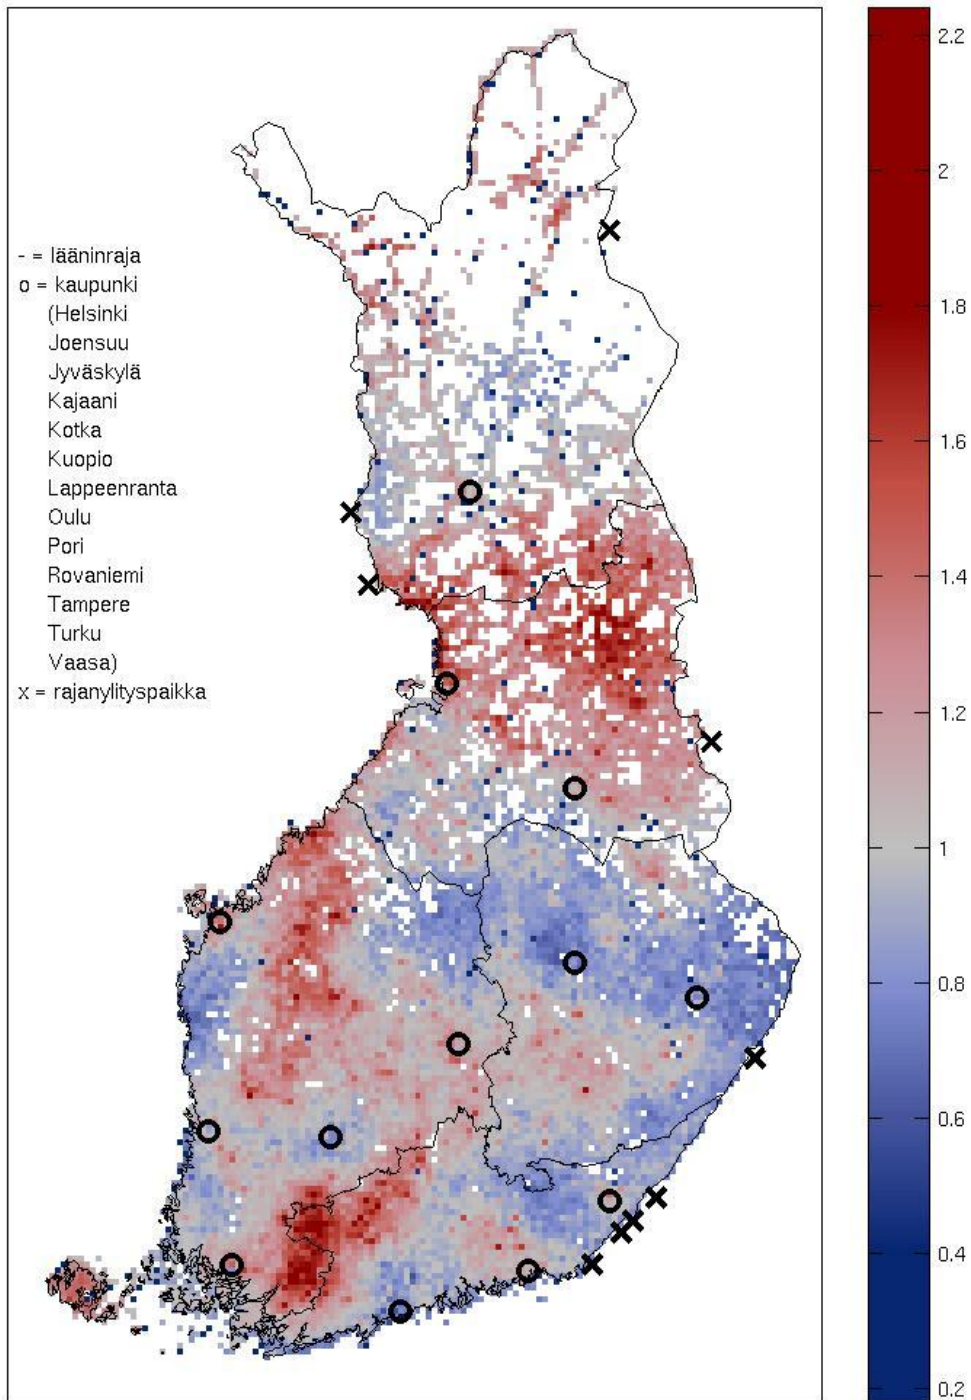 - = lääninraja
o = kaupunki
(Helsinki
Joensuu
Jyväskylä
Kajaani
Kotka
Kuopio
Lappeenranta
Oulu
Pori
Rovaniemi
Tampere
Turku
Vaasa)
x = rajanylityspaikka
2.2
2
1.8
1.6
1.4
1.2
1
0.8
0.6
0.4
0.2